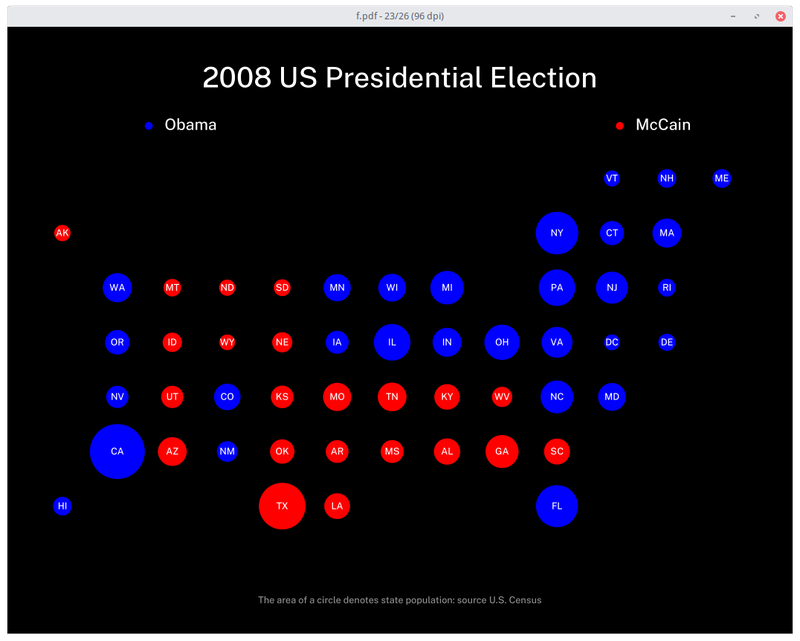 f.pdf - 23/26 (96 dpi)
2008 US Presidential Election
Obama McCain
VT NH ME
AK NY CT MA
WA MT ND SD MN WI MI PA NJ RI
OR ID WY NE IA IL IN OH VA DC DE
NV UT CO KS MO TN KY WV NC MD
CA AZ NM OK AR MS AL GA SC
HI TX LA FL
The area of a circle denotes state population: source U.S. Census